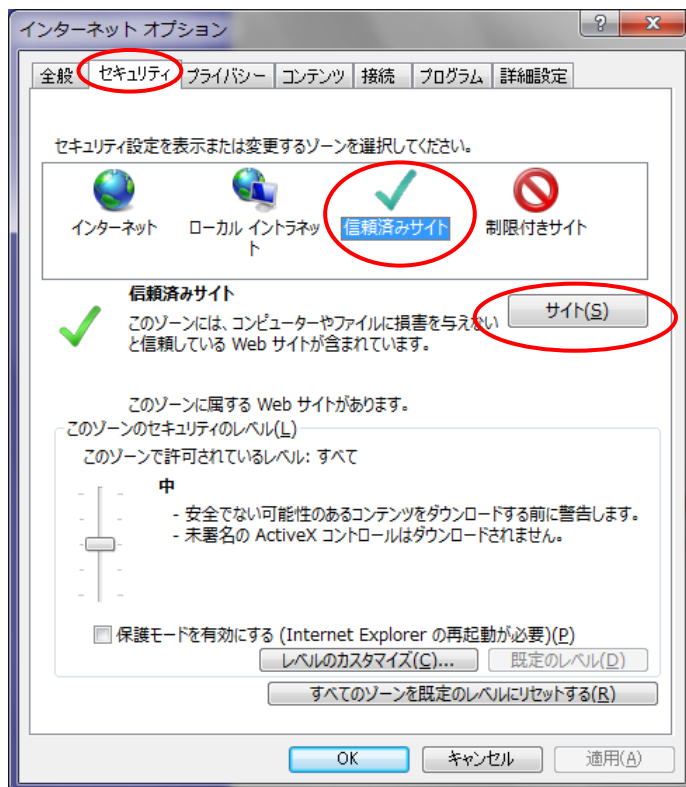 インターネット オプション
全般 セキュリティ プライバシー コンテンツ 接続 プログラム 詳細設定
セキュリティ設定を表示または変更するゾーンを選択してください。
インターネット ローカル イントラネッ 信頼済みサイト 制限付きサイト
ト
信頼済みサイト
サイト(S)
このゾーンには、コンピューターやファイルに損害を与えない
と信頼している Web サイトが含まれています。
このゾーンに属する Web サイトがあります。
このゾーンのセキュリティのレベル(L)
このゾーンで許可されているレベル: すべて
中
- 安全でない可能性のあるコンテンツをダウンロードする前に警告します。
- 未署名の ActiveX コントロールはダウンロードされません。
保護モードを有効にする (Internet Explorer の再起動が必要)(P)
レベルのカスタマイズ(C)... 既定のレベル(D)
すべてのゾーンを既定のレベルにリセットする(R)
OK キャンセル 適用(A)